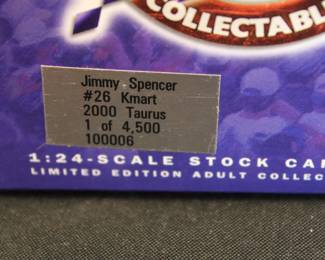 COLLECTABLE
Jimmy Spencer
#26 Kmart
2000 Taurus
1 of 4,500
100006
1:24-SCALE STOCK CA
LIMITED EDITION ADULT COLLEC